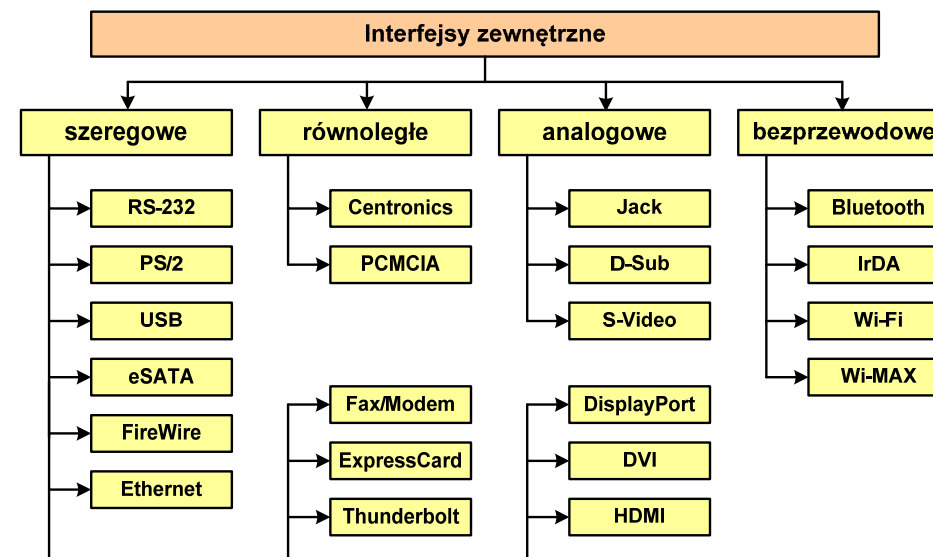 Interfejsy zewnętrzne
szeregowe
równoległe
analogowe
bezprzewodowe
RS-232
Centronics
Jack
Bluetooth
PS/2
PCMCIA
D-Sub
IrDA
USB
S-Video
Wi-Fi
eSATA
Wi-MAX
Fax/Modem
DisplayPort
FireWire
ExpressCard
DVI
Ethernet
Thunderbolt
HDMI